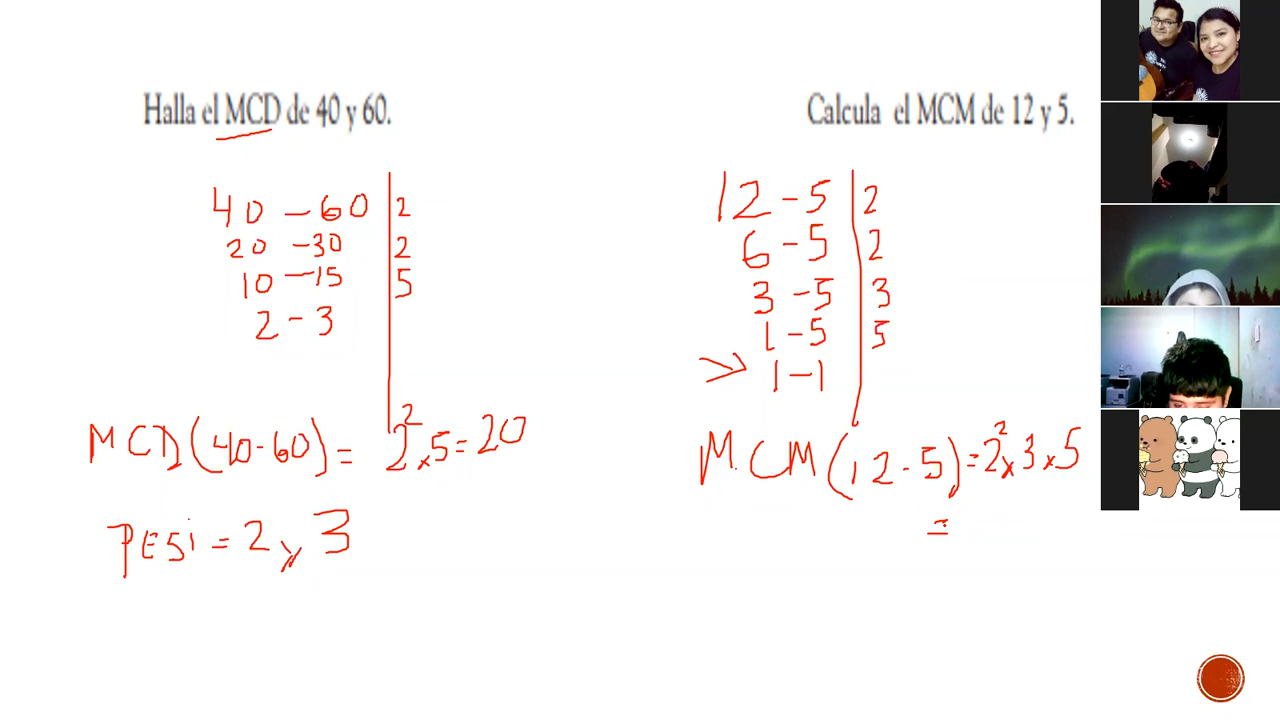 Halla el MCD de 40 y 60.
40 - 60 | 2
20 - 30 | 2
10 - 15 | 5
2 - 3
MCD(40-60) = 2² x 5 = 20
PESi = 2 y 3
Calcula el MCM de 12 y 5.
12 - 5 | 2
6 - 5 | 2
3 - 5 | 3
1 - 5 | 5
1 - 1
M.CM(12-5) = 2² x 3 x 5
=